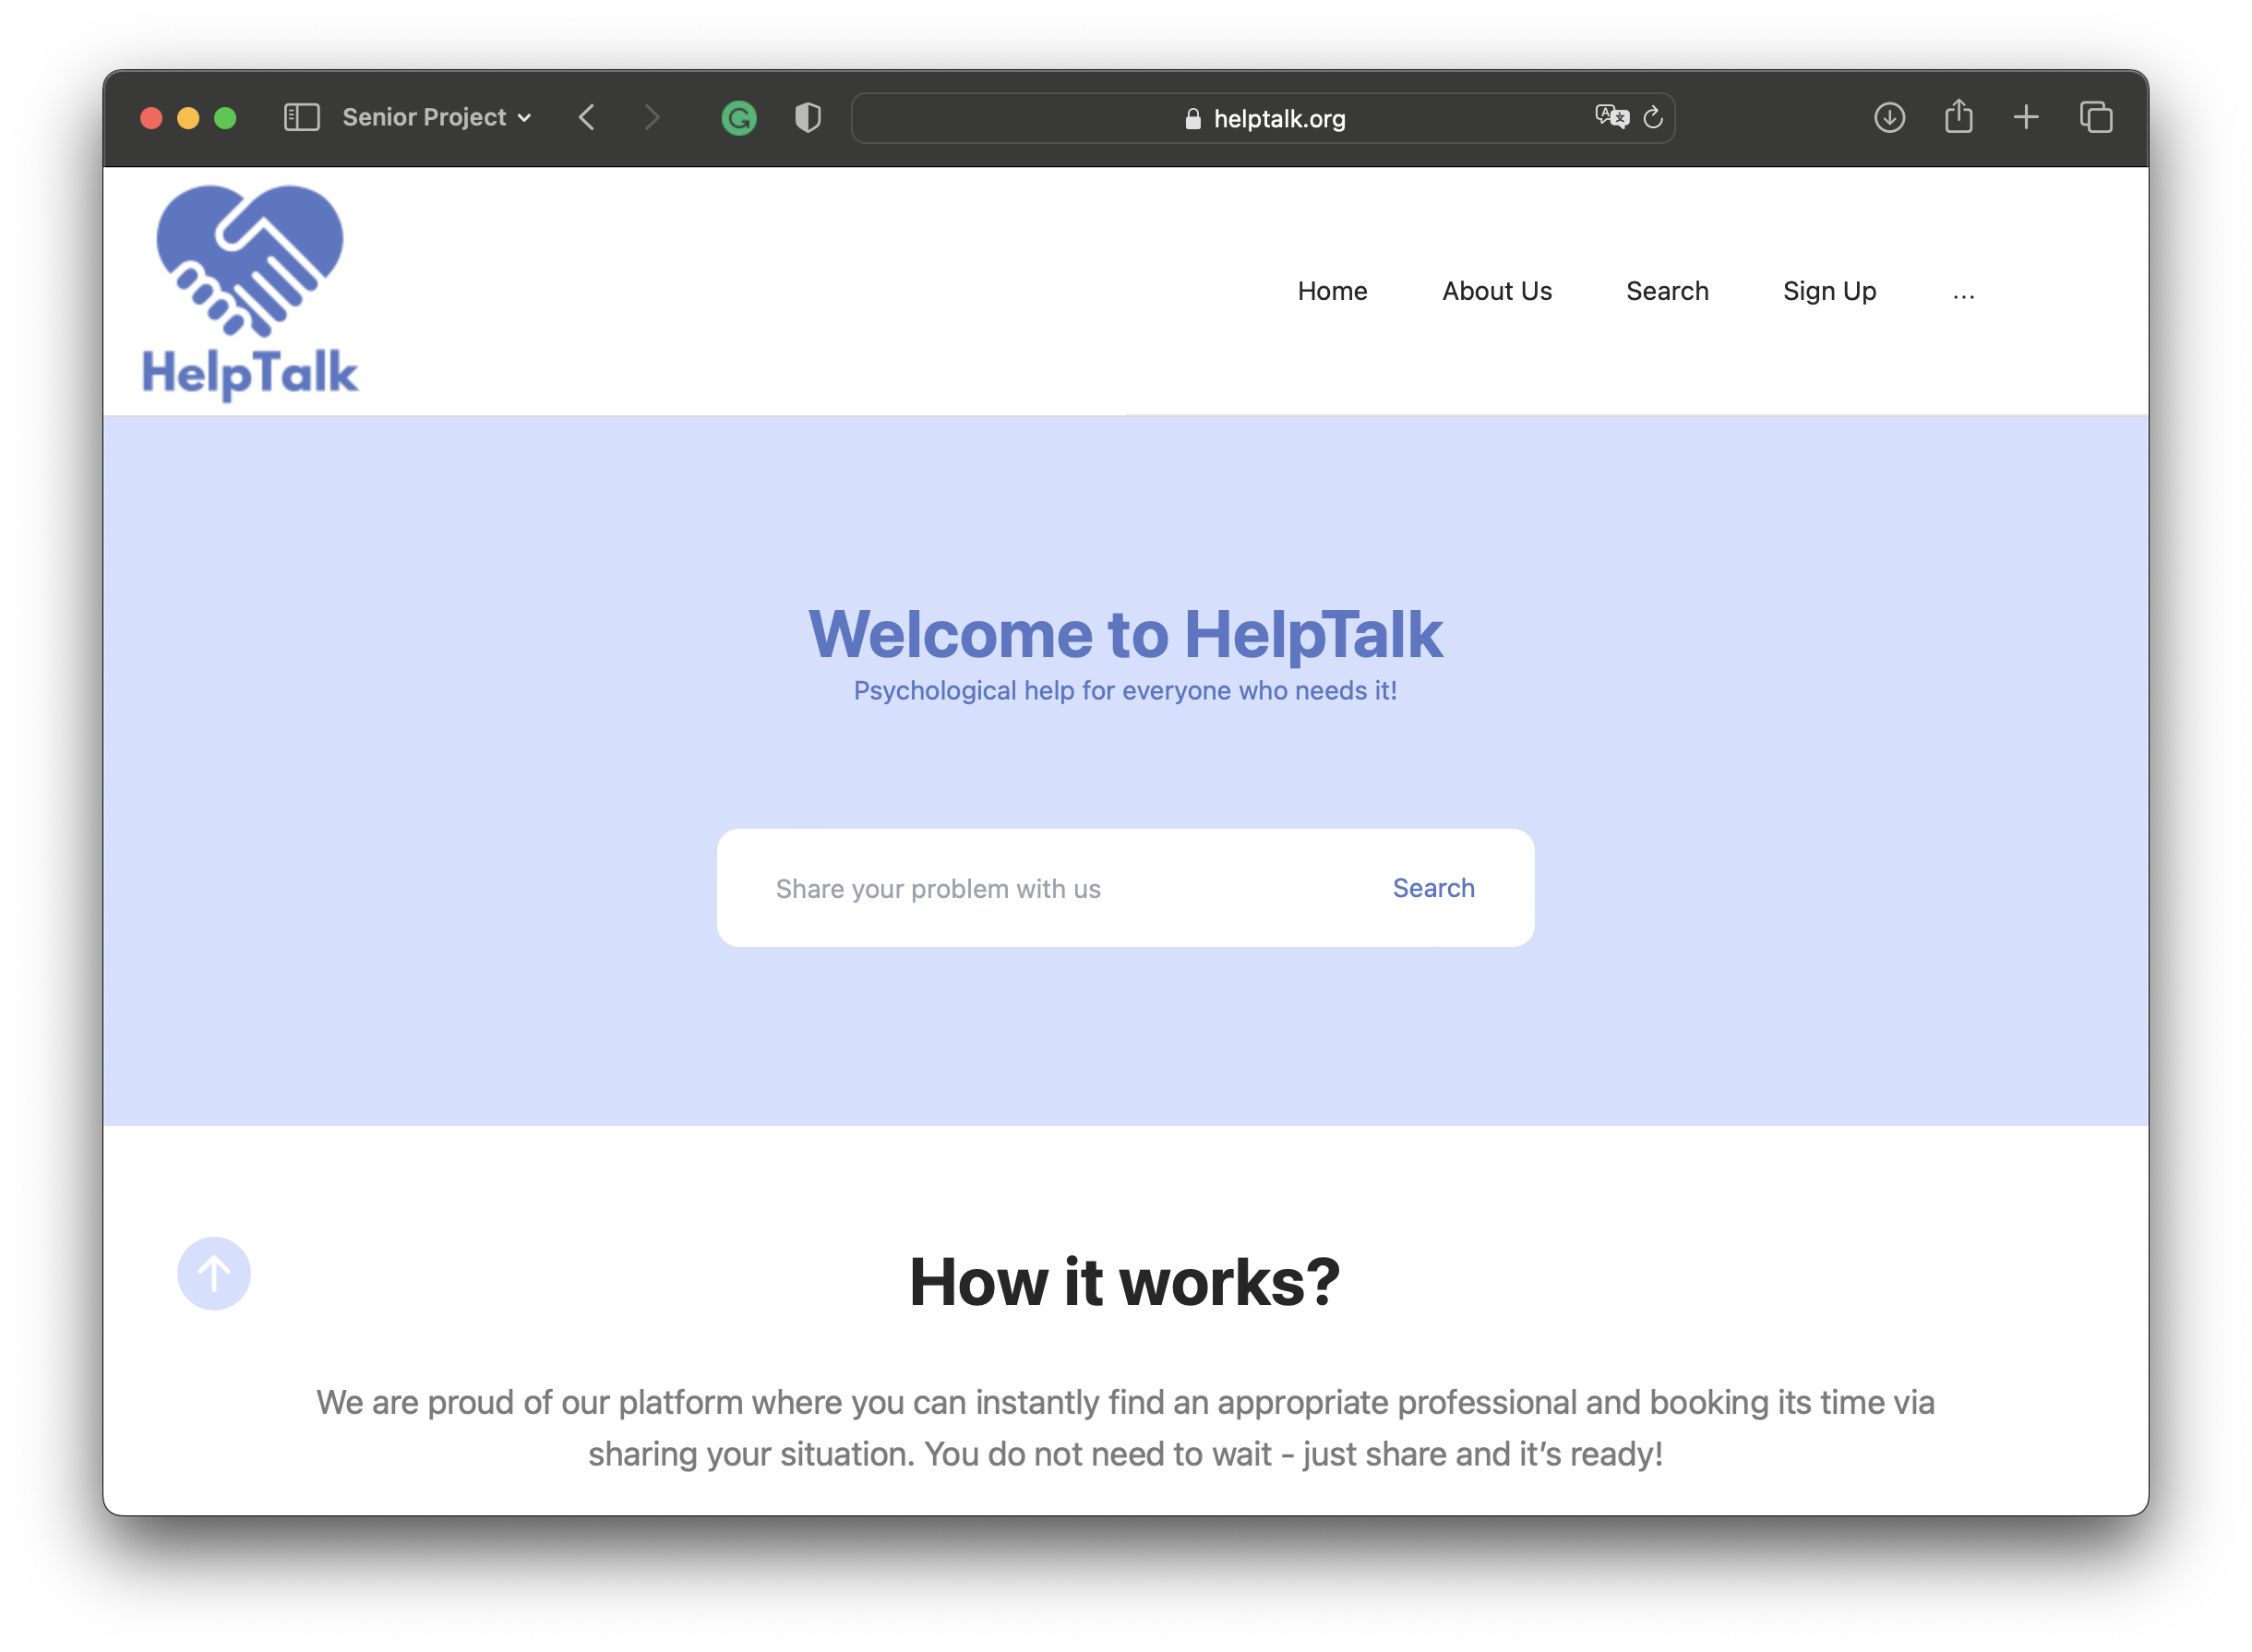 Senior Project
helptalk.org
HelpTalk
Home About Us Search Sign Up ...
Welcome to HelpTalk
Psychological help for everyone who needs it!
Share your problem with us Search
How it works?
We are proud of our platform where you can instantly find an appropriate professional and booking its time via
sharing your situation. You do not need to wait - just share and it’s ready!